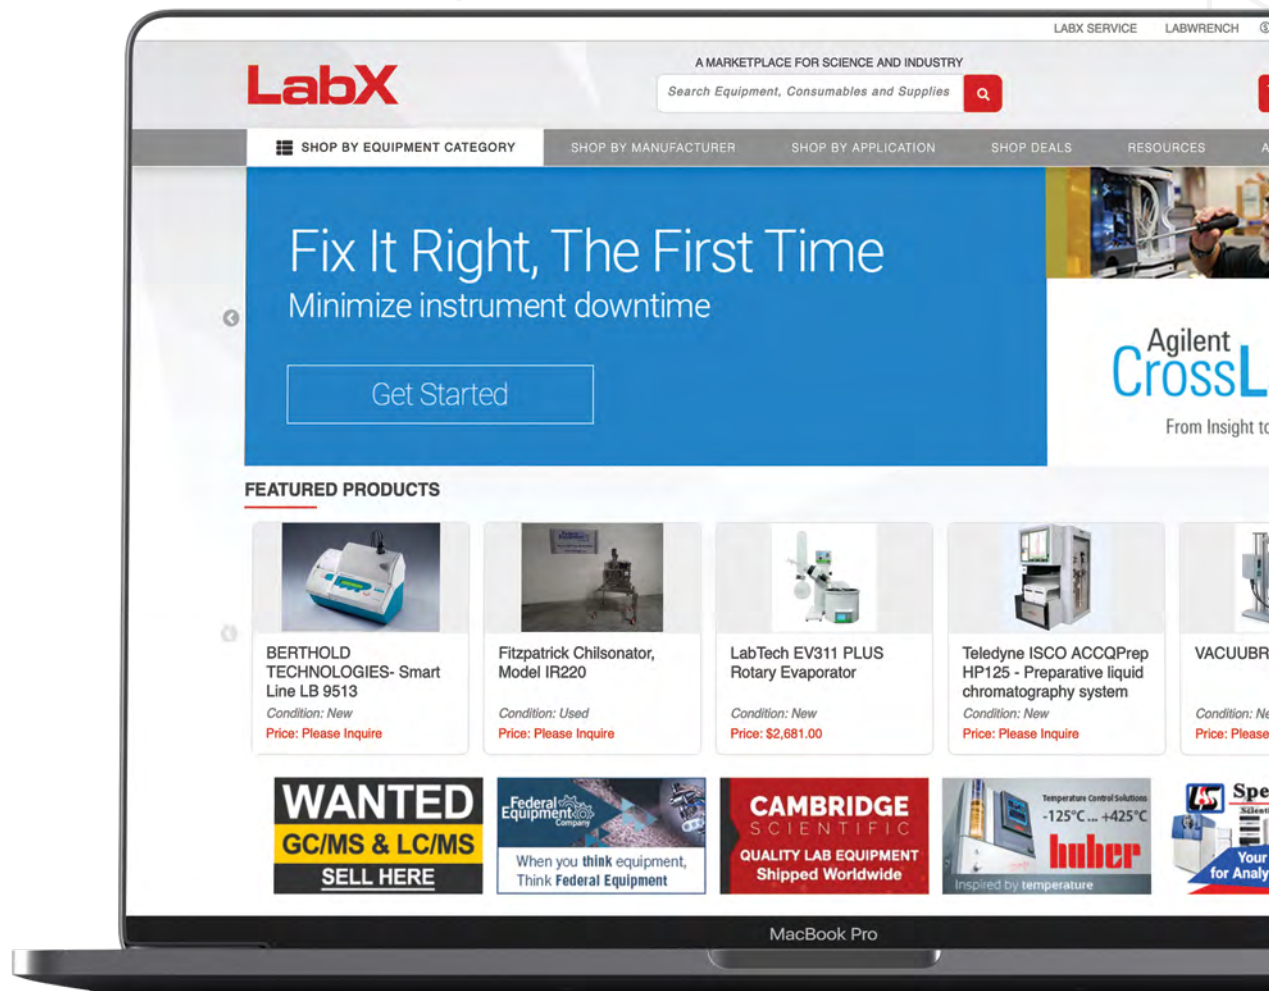 LABX SERVICE LABWRENCH
LabX
A MARKETPLACE FOR SCIENCE AND INDUSTRY
Search Equipment, Consumables and Supplies
SHOP BY EQUIPMENT CATEGORY SHOP BY MANUFACTURER SHOP BY APPLICATION SHOP DEALS RESOURCES A
Fix It Right, The First Time
Minimize instrument downtime
Get Started
Agilent
CrossL
From Insight to
FEATURED PRODUCTS
BERTHOLD
TECHNOLOGIES- Smart
Line LB 9513
Condition: New
Price: Please Inquire
Fitzpatrick Chilsonator,
Model IR220
Condition: Used
Price: Please Inquire
LabTech EV311 PLUS
Rotary Evaporator
Condition: New
Price: $2,681.00
Teledyne ISCO ACCQPrep
HP125 - Preparative liquid
chromatography system
Condition: New
Price: Please Inquire
VACUUBR
Condition: Ne
Price: Please
WANTED
GC/MS & LC/MS
SELL HERE
Federal
Equipment
Company
When you think equipment,
Think Federal Equipment
CAMBRIDGE
SCIENTIFIC
QUALITY LAB EQUIPMENT
Shipped Worldwide
Temperature Control Solutions
-125°C ... +425°C
huber
Inspired by temperature
Spe
Your
for Analy
MacBook Pro